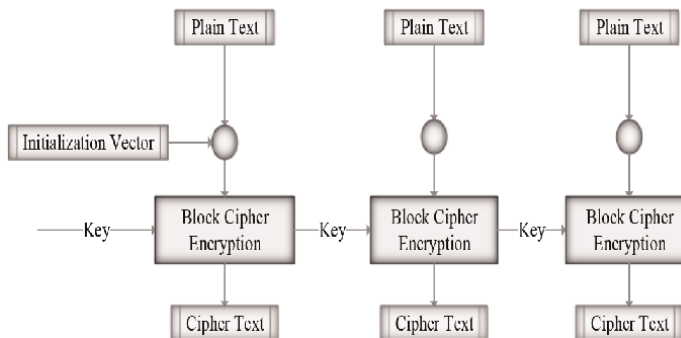 Plain Text
Plain Text
Plain Text
Initialization Vector
Key
Block Cipher
Encryption
Key
Block Cipher
Encryption
Key
Block Cipher
Encryption
Cipher Text
Cipher Text
Cipher Text